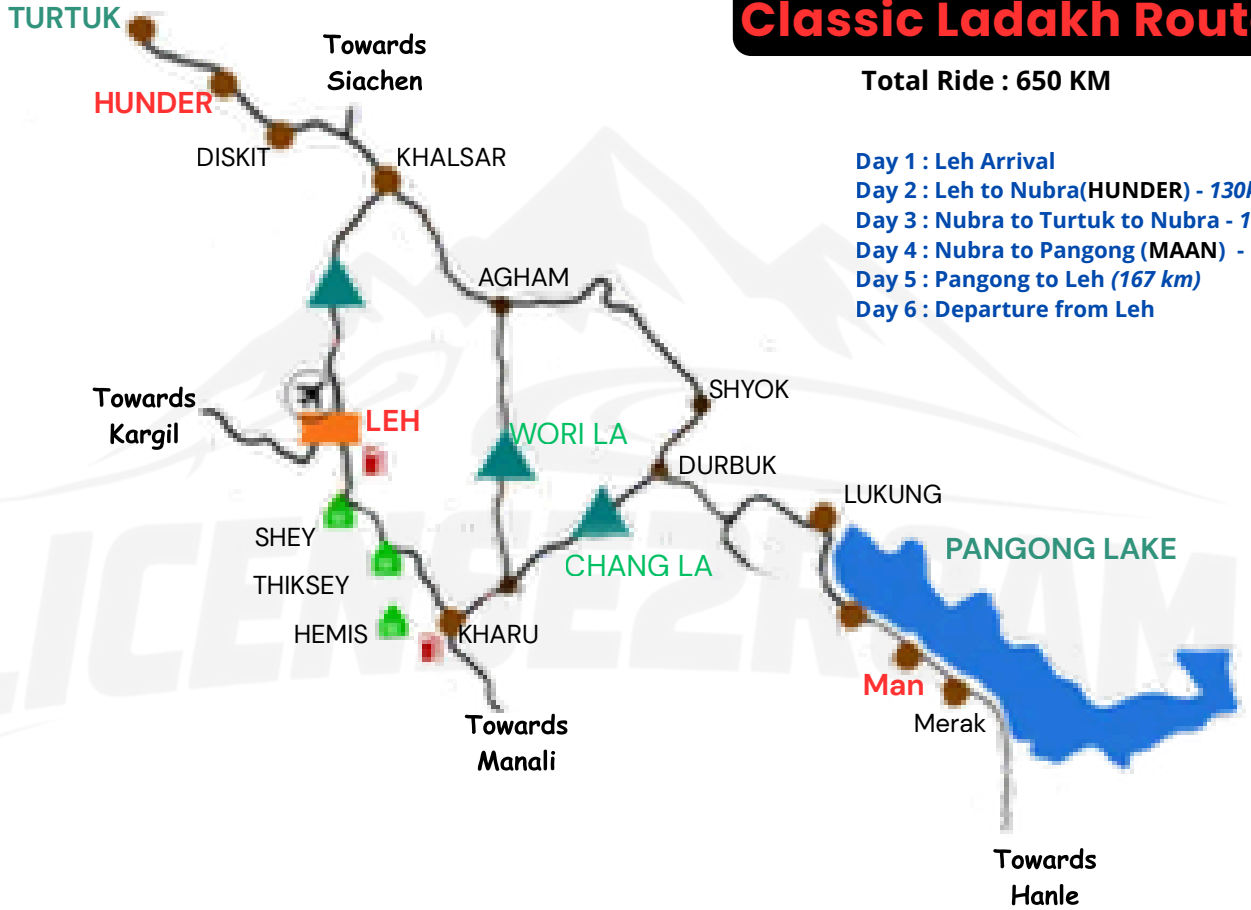 TURTUK
Classic Ladakh Rout
Towards
Siachen
Total Ride : 650 KM
HUNDER
DISKIT
KHALSAR
Day 1 : Leh Arrival
Day 2 : Leh to Nubra(HUNDER) - 130k
Day 3 : Nubra to Turtuk to Nubra - 1
Day 4 : Nubra to Pangong (MAAN) -
Day 5 : Pangong to Leh (167 km)
Day 6 : Departure from Leh
AGHAM
Towards
Kargil
LEH
SHYOK
WORI LA
DURBUK
LUKUNG
SHEY
PANGONG LAKE
THIKSEY
CHANG LA
HEMIS
KHARU
Man
Merak
Towards
Manali
Towards
Hanle
LICENSE2ROAM